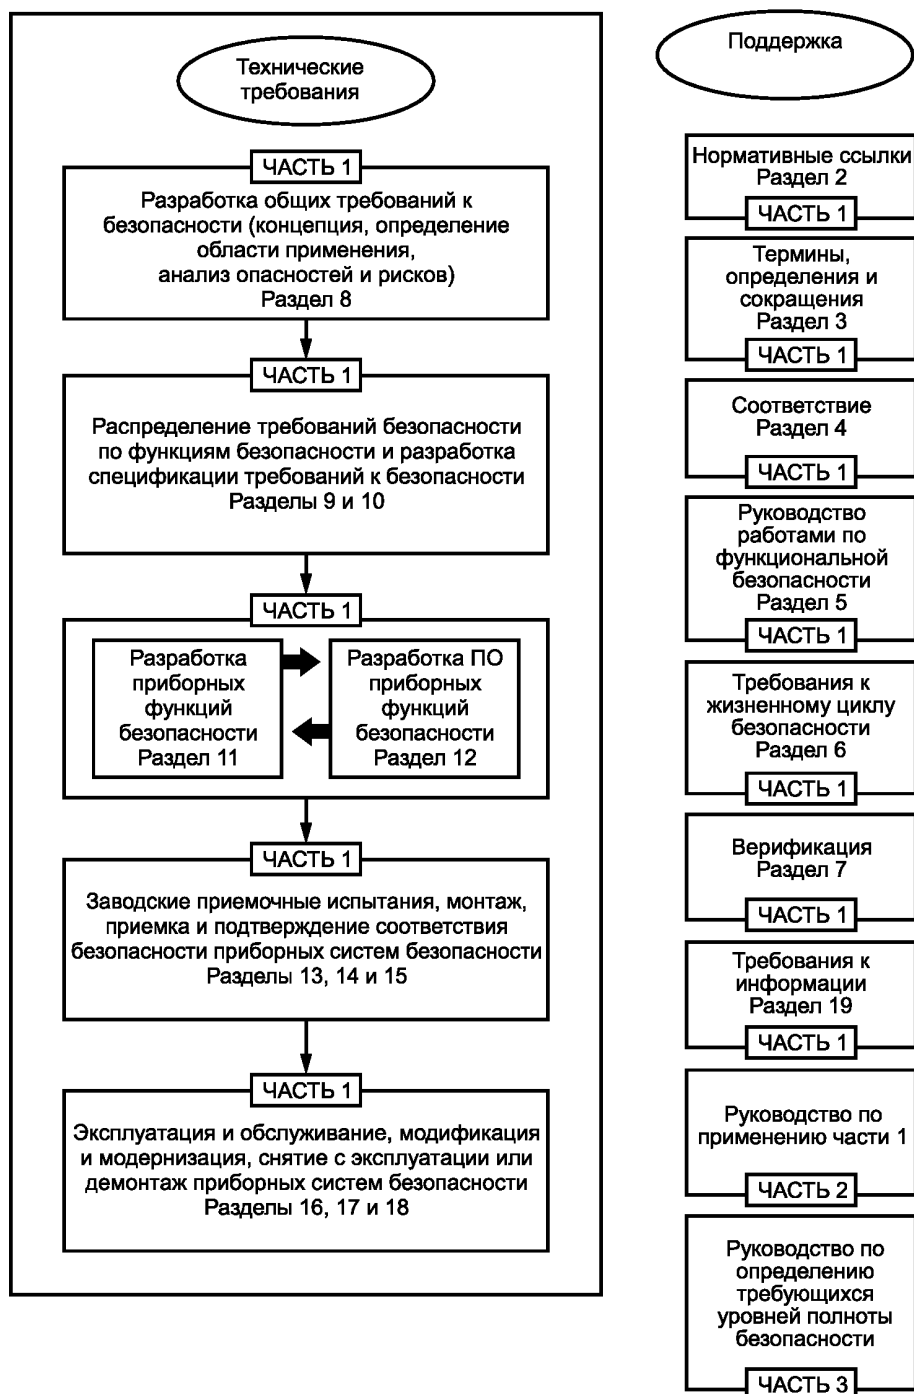 Технические
требования
ЧАСТЬ 1
Разработка общих требований к
безопасности (концепция, определение
области применения,
анализ опасностей и рисков)
Раздел 8
ЧАСТЬ 1
Распределение требований безопасности
по функциям безопасности и разработка
спецификации требований к безопасности
Разделы 9 и 10
ЧАСТЬ 1
Разработка
приборных
функций
безопасности
Раздел 11
Разработка ПО
приборных
функций
безопасности
Раздел 12
ЧАСТЬ 1
Заводские приемочные испытания, монтаж,
приемка и подтверждение соответствия
безопасности приборных систем безопасности
Разделы 13, 14 и 15
ЧАСТЬ 1
Эксплуатация и обслуживание, модификация
и модернизация, снятие с эксплуатации или
демонтаж приборных систем безопасности
Разделы 16, 17 и 18
Поддержка
Нормативные ссылки
Раздел 2
ЧАСТЬ 1
Термины,
определения и
сокращения
Раздел 3
ЧАСТЬ 1
Соответствие
Раздел 4
ЧАСТЬ 1
Руководство
работами по
функциональной
безопасности
Раздел 5
ЧАСТЬ 1
Требования к
жизненному циклу
безопасности
Раздел 6
ЧАСТЬ 1
Верификация
Раздел 7
ЧАСТЬ 1
Требования к
информации
Раздел 19
ЧАСТЬ 1
Руководство по
применению части 1
ЧАСТЬ 2
Руководство по
определению
требующихся
уровней полноты
безопасности
ЧАСТЬ 3